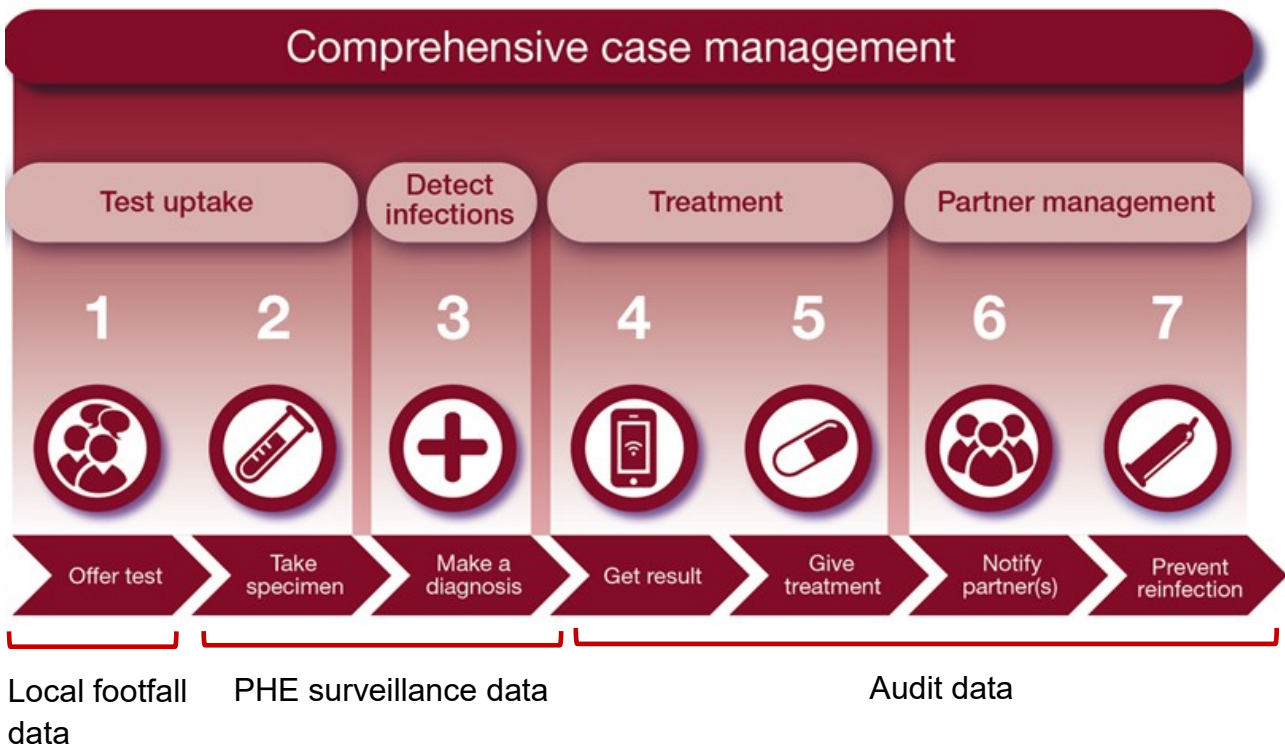 Comprehensive case management
Test uptake
Detect
infections
Treatment
Partner management
1
2
3
4
5
6
7
Offer test
Take
specimen
Make a
diagnosis
Get result
Give
treatment
Notify
partner(s)
Prevent
reinfection
Local footfall
data
PHE surveillance data
Audit data